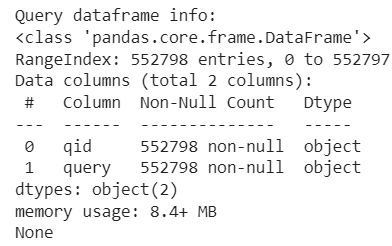 Query dataframe info:
<class 'pandas.core.frame.DataFrame'>
RangeIndex: 552798 entries, 0 to 552797
Data columns (total 2 columns):
#   Column  Non-Null Count   Dtype
---  ------  --------------   -----
0   qid     552798 non-null  object
1   query   552798 non-null  object
dtypes: object(2)
memory usage: 8.4+ MB
None